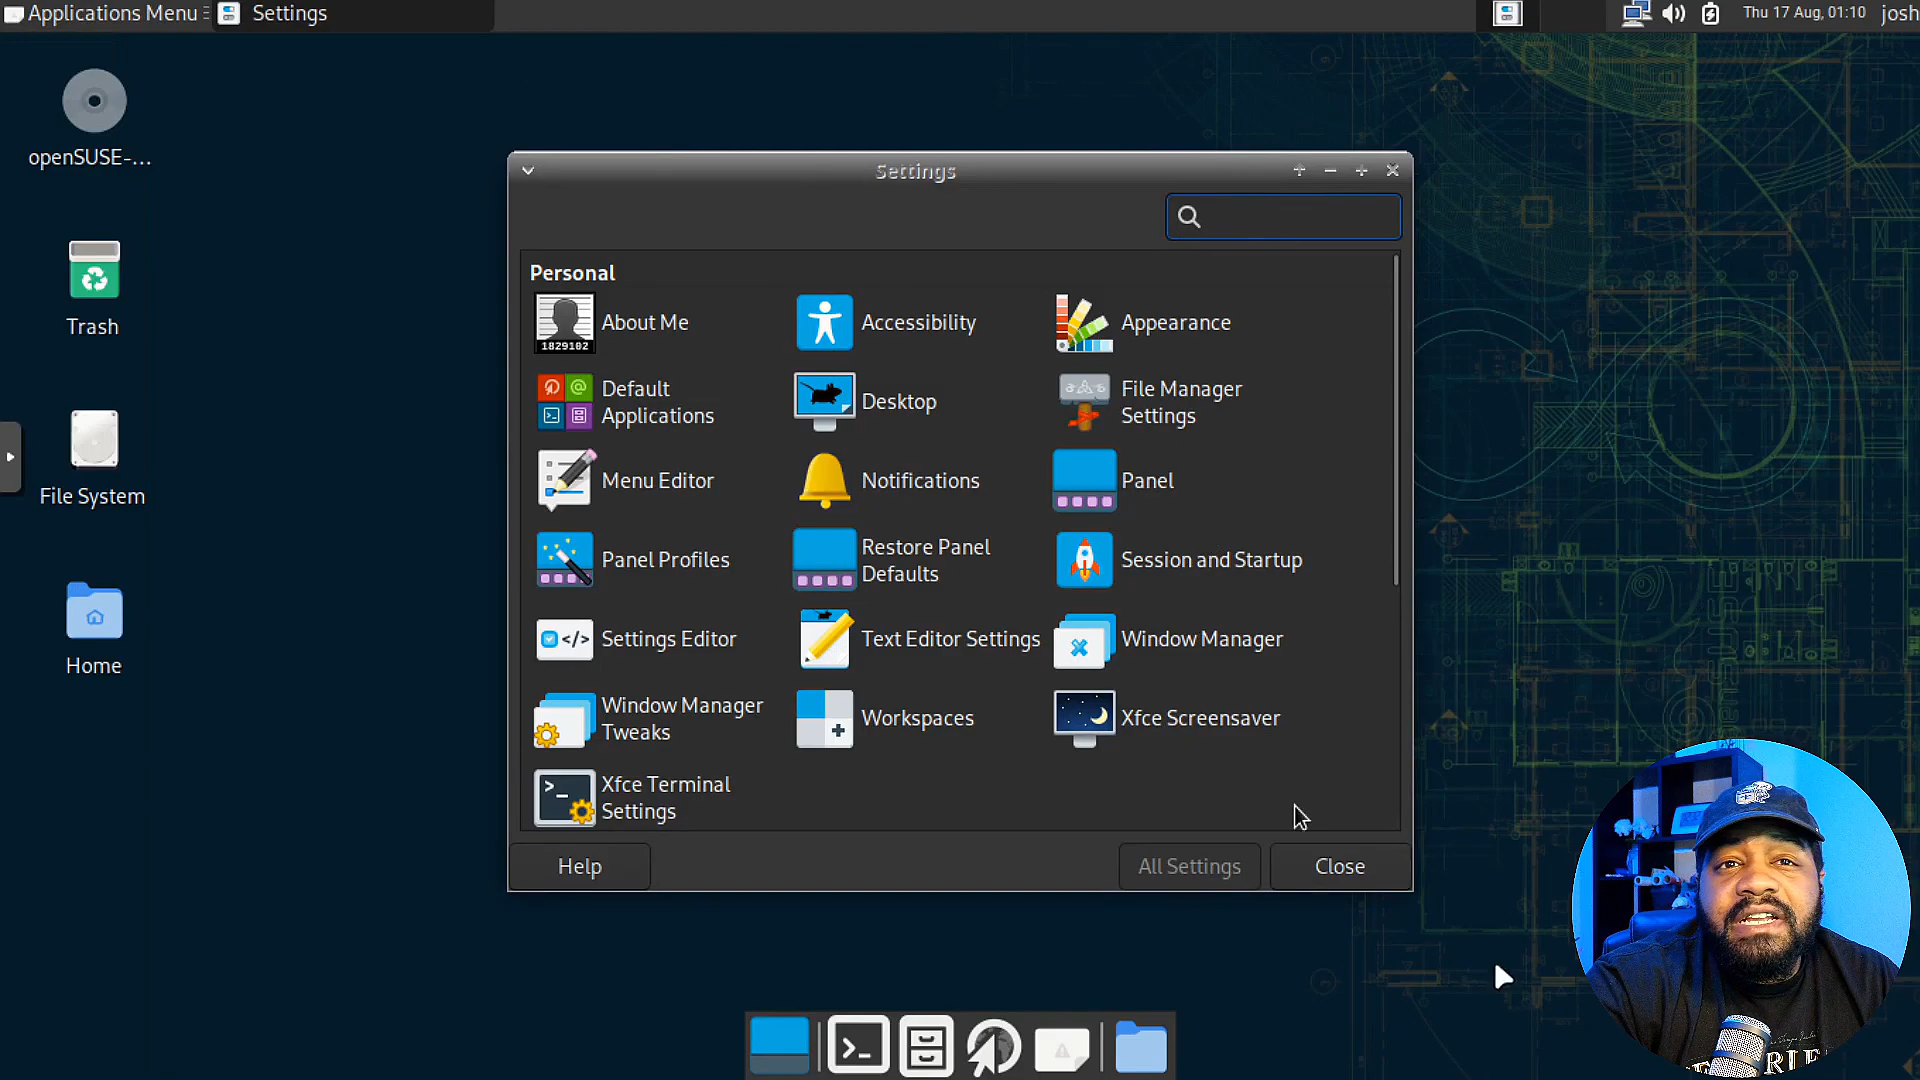 Applications Menu
Settings
Thu 17 Aug, 01:10
josh
openSUSE-...
Trash
File System
Home
Settings
Personal
About Me
1829102
Accessibility
Appearance
Default
Applications
Desktop
File Manager
Settings
Menu Editor
Notifications
Panel
Panel Profiles
Restore Panel
Defaults
Session and Startup
Settings Editor
Text Editor Settings
Window Manager
Window Manager
Tweaks
Workspaces
Xfce Screensaver
Xfce Terminal
Settings
Help
All Settings
Close